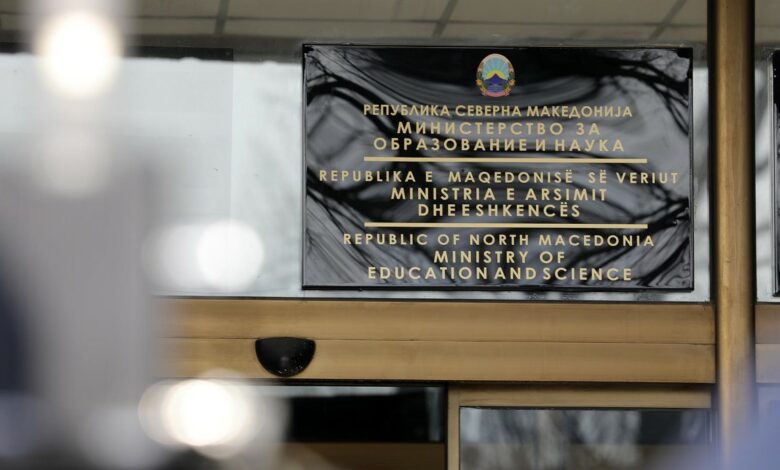 РЕПУБЛИКА СЕВЕРНА МАКЕДОНИЈА
МИНИСТЕРСТВО ЗА
ОБРАЗОВАНИЕ И НАУКА
REPUBLIKA E MAQEDONISË SË VERIUT
MINISTRIA E ARSIMIT
DHE E SHKENCËS
REPUBLIC OF NORTH MACEDONIA
MINISTRY OF
EDUCATION AND SCIENCE